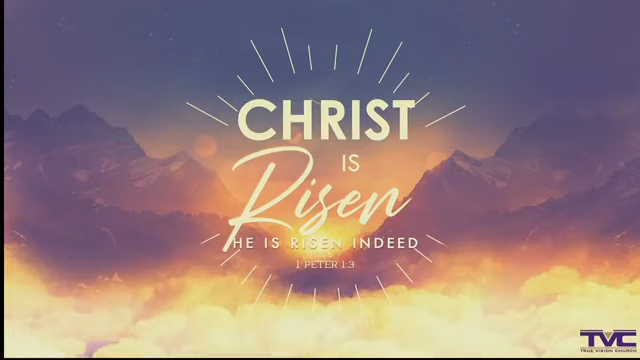 CHRIST
IS
Risen
HE IS RISEN INDEED
1 PETER 1:3
TVC
TRUE VISION CHURCH